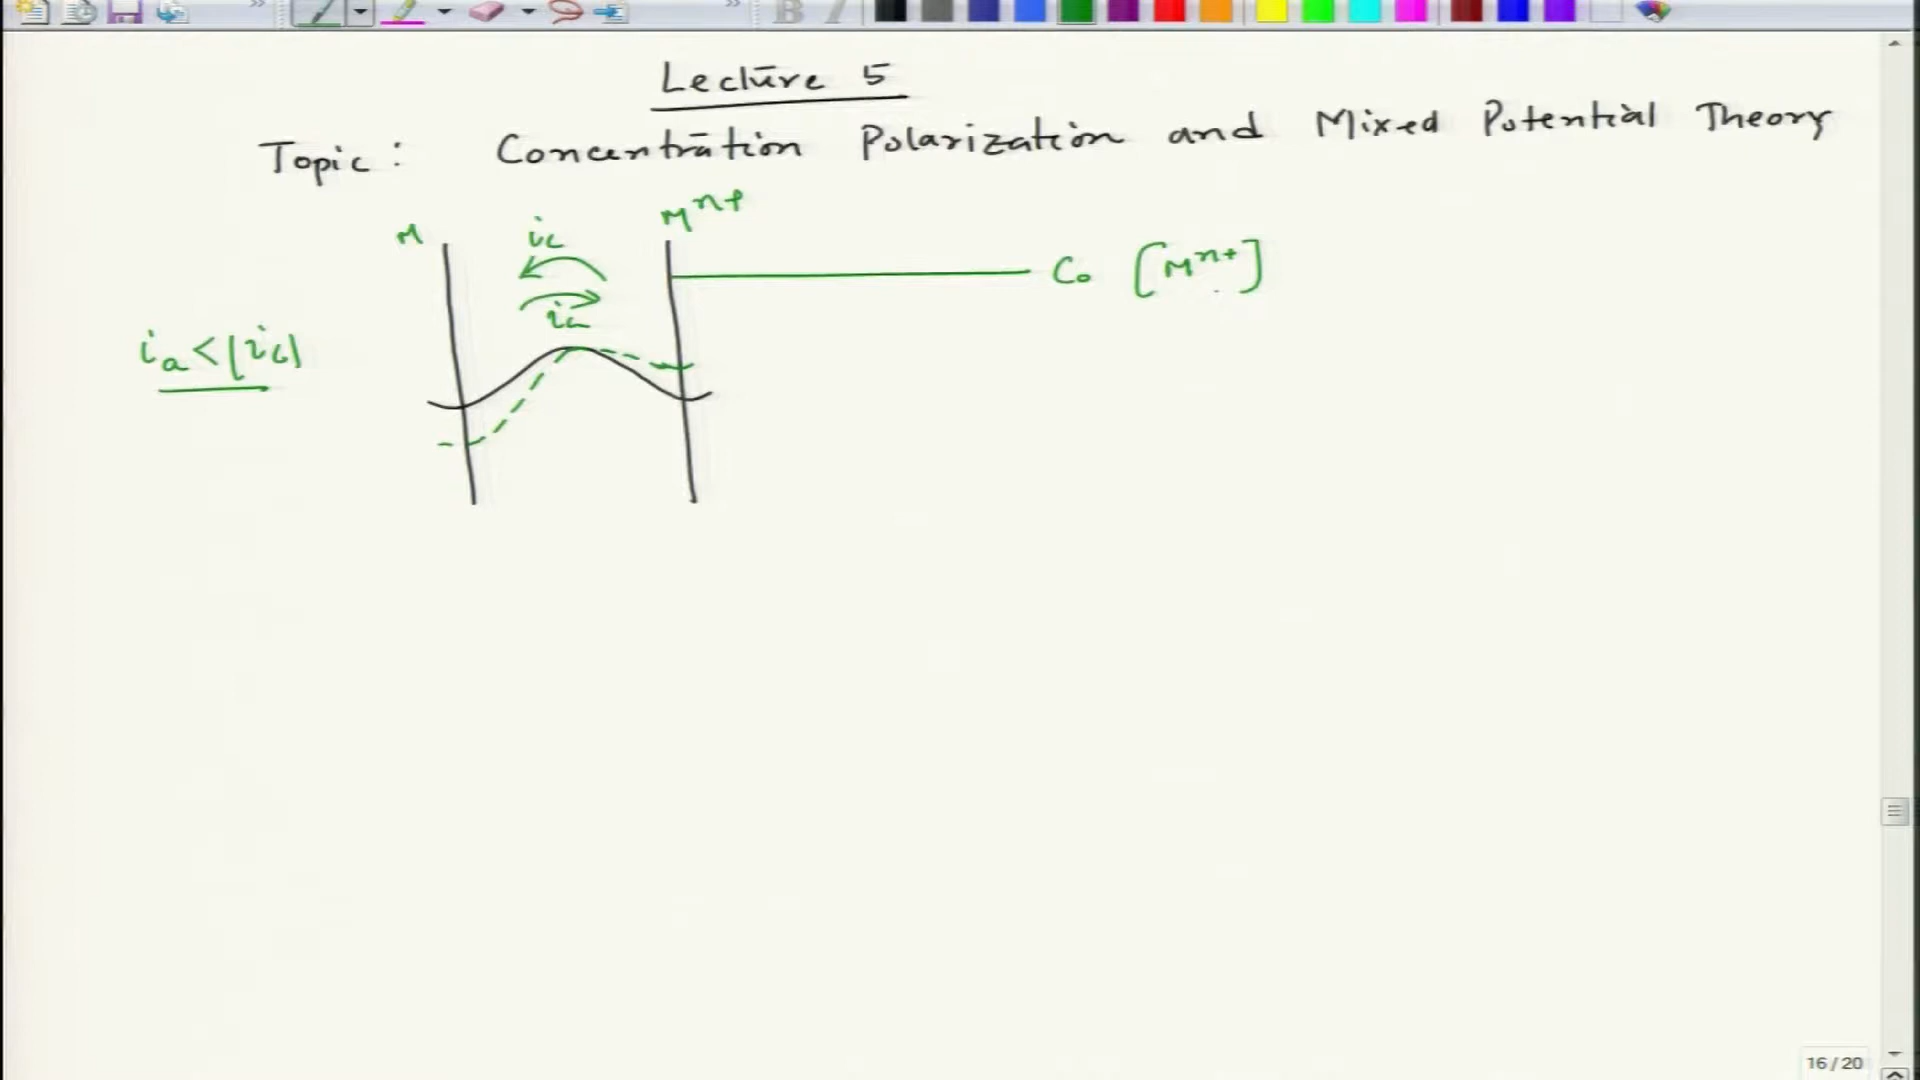 Lecture 5
Topic: Concentration Polarization and Mixed Potential Theory
M
M^n+
ic
ia
C₀ [M^n+]
ia < |ic|
B I
16 / 20